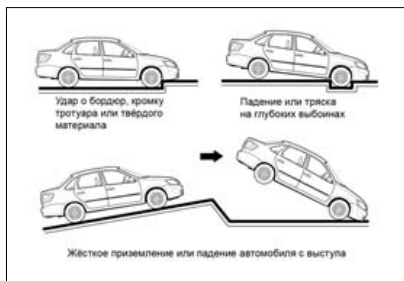 Удар о бордюр, кромку
тротуара или твёрдого
материала
Падение или тряска
на глубоких выбоинах
Жёсткое приземление или падение автомобиля с выступа